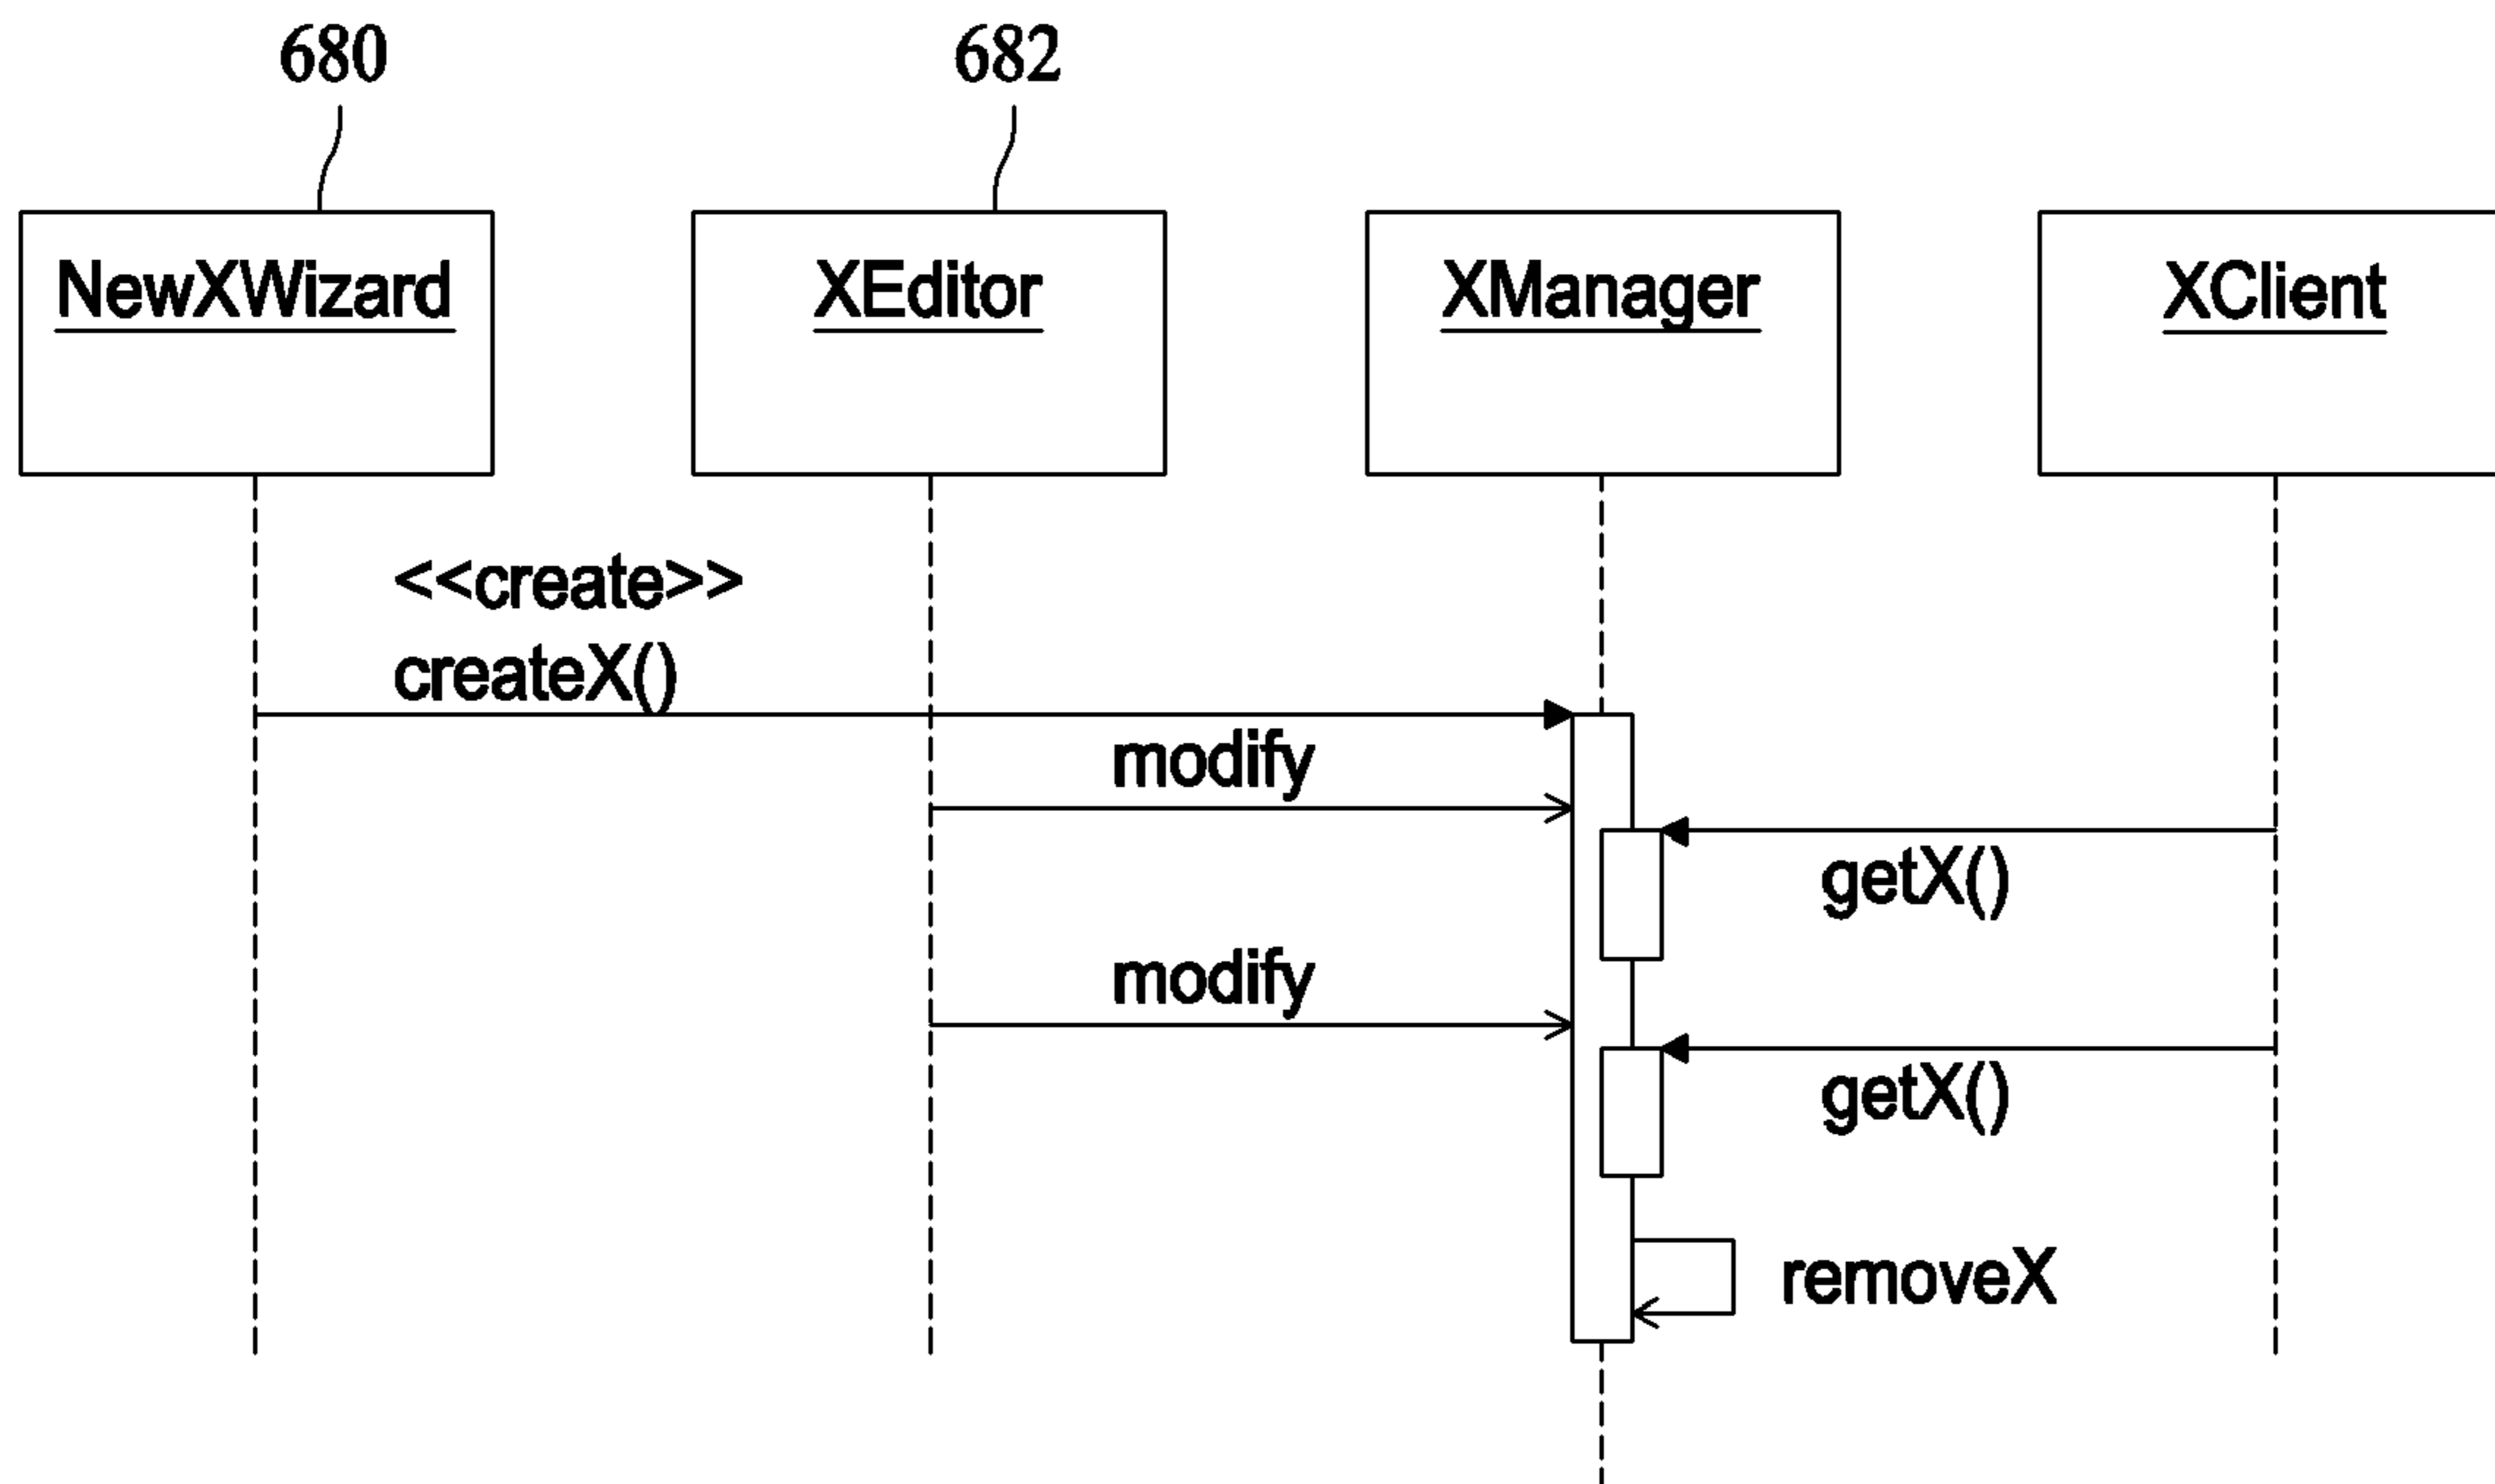 680
682
NewXWizard
XEditor
XManager
XClient
<<create>>
createX()
modify
getX()
modify
getX()
removeX